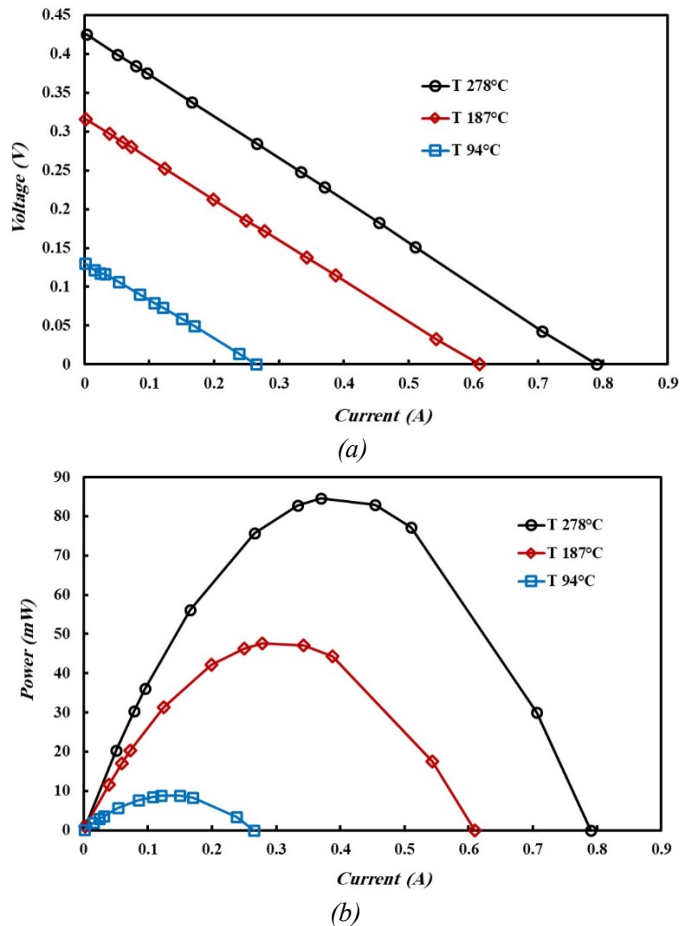 0.45
0.4
0.35
0.3
0.25
0.2
0.15
0.1
0.05
0
Voltage (V)
T 278°C
T 187°C
T 94°C
0 0.1 0.2 0.3 0.4 0.5 0.6 0.7 0.8 0.9
Current (A)
(a)
90
80
70
60
50
40
30
20
10
0
Power (mW)
T 278°C
T 187°C
T 94°C
0 0.1 0.2 0.3 0.4 0.5 0.6 0.7 0.8 0.9
Current (A)
(b)